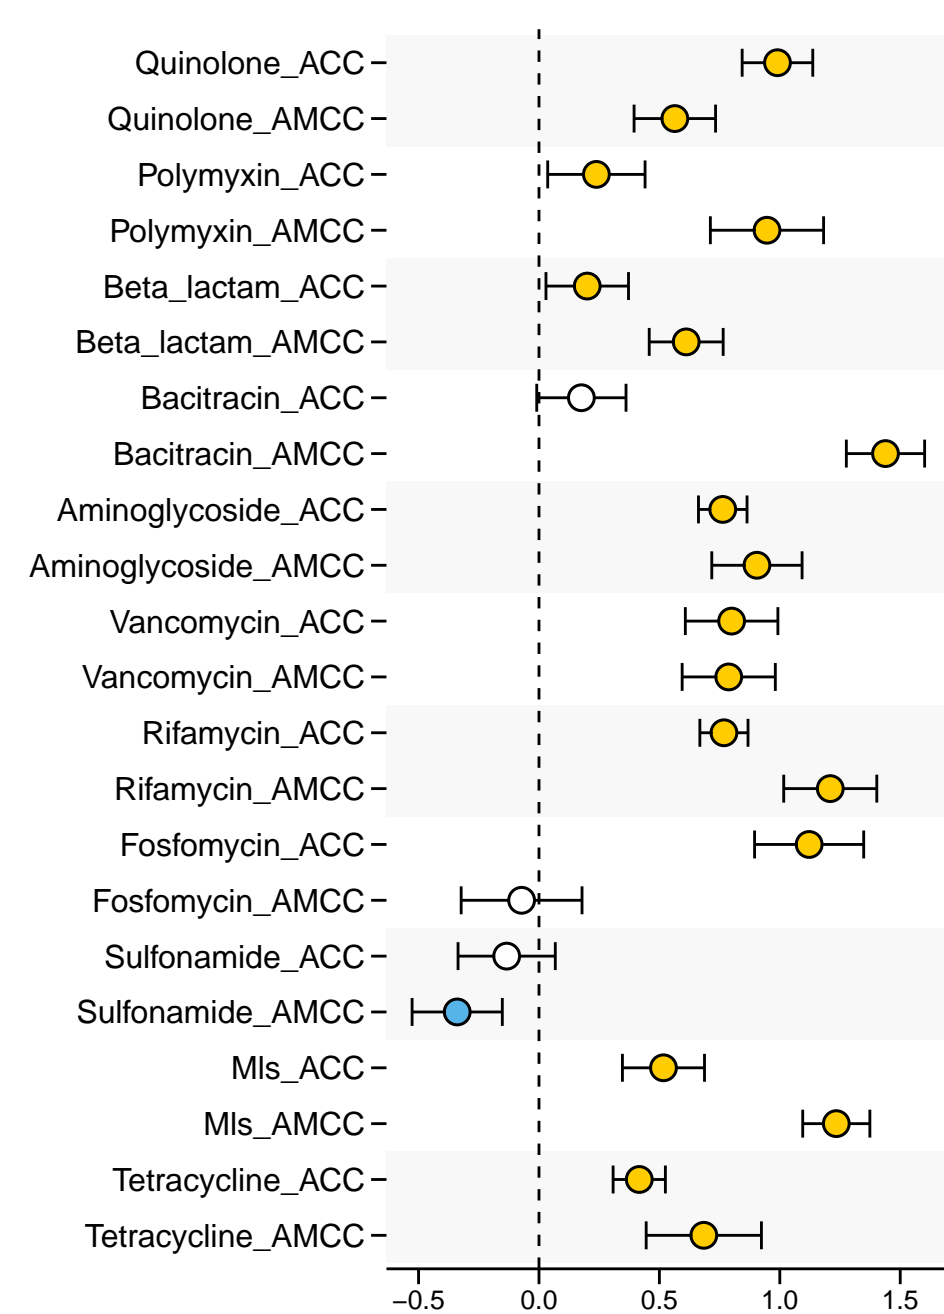 Quinolone_ACC
Quinolone_AMCC
Polymyxin_ACC
Polymyxin_AMCC
Beta_lactam_ACC
Beta_lactam_AMCC
Bacitracin_ACC
Bacitracin_AMCC
Aminoglycoside_ACC
Aminoglycoside_AMCC
Vancomycin_ACC
Vancomycin_AMCC
Rifamycin_ACC
Rifamycin_AMCC
Fosfomycin_ACC
Fosfomycin_AMCC
Sulfonamide_ACC
Sulfonamide_AMCC
Mls_ACC
Mls_AMCC
Tetracycline_ACC
Tetracycline_AMCC
−0.5 0.0 0.5 1.0 1.5